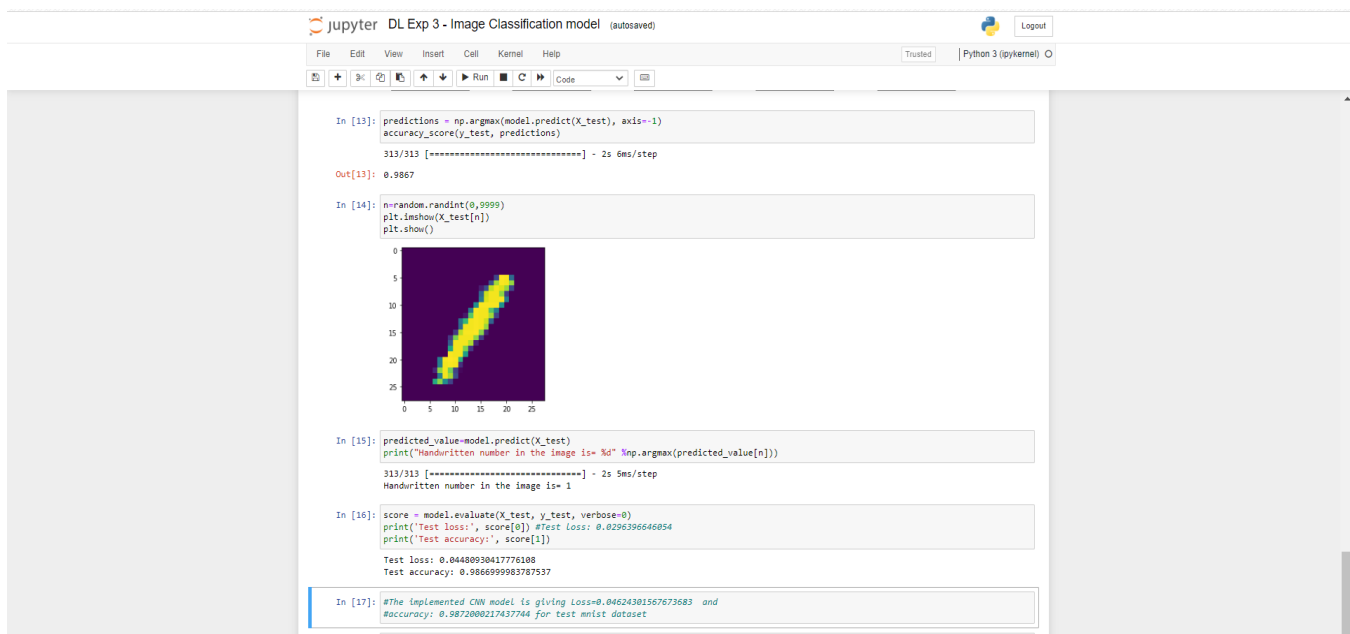 jupyter DL Exp 3 - Image Classification model (autosaved)
Logout
File Edit View Insert Cell Kernel Help
Trusted
Python 3 (ipykernel)
Run
Code
In [13]: predictions = np.argmax(model.predict(X_test), axis=-1)
accuracy_score(y_test, predictions)
313/313 [==============================] - 2s 6ms/step
Out[13]: 0.9867
In [14]: n=random.randint(0,9999)
plt.imshow(X_test[n])
plt.show()
0
5
10
15
20
25
0 5 10 15 20 25
In [15]: predicted_value=model.predict(X_test)
print("Handwritten number in the image is= %d" %np.argmax(predicted_value[n]))
313/313 [==============================] - 2s 5ms/step
Handwritten number in the image is= 1
In [16]: score = model.evaluate(X_test, y_test, verbose=0)
print('Test loss:', score[0]) #Test loss: 0.0296396646054
print('Test accuracy:', score[1])
Test loss: 0.04480930417776108
Test accuracy: 0.9866999983787537
In [17]: #The implemented CNN model is giving Loss=0.04624301567673683 and
#accuracy: 0.9872000217437744 for test mnist dataset